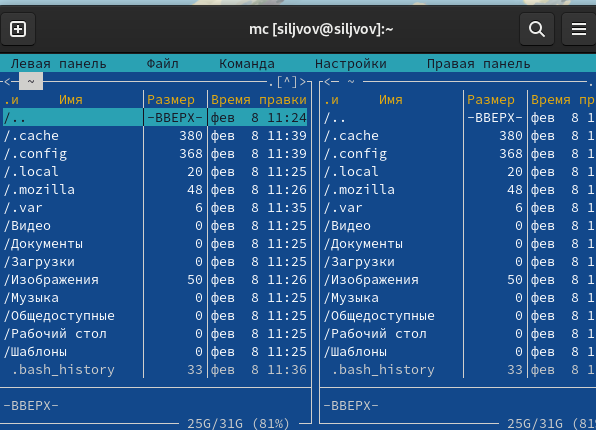 mc [siljvov@siljvov]:~
Левая панель Файл Команда Настройки Правая панель
<─ ~ .[^]> <─ ~
.и Имя Размер Время правки .и Имя Размер Время пр
/.. -ВВЕРХ- фев 8 11:24 /.. -ВВЕРХ- фев 8 1
/.cache 380 фев 8 11:39 /.cache 380 фев 8 1
/.config 368 фев 8 11:39 /.config 368 фев 8 1
/.local 20 фев 8 11:25 /.local 20 фев 8 1
/.mozilla 48 фев 8 11:26 /.mozilla 48 фев 8 1
/.var 6 фев 8 11:35 /.var 6 фев 8 1
/Видео 0 фев 8 11:25 /Видео 0 фев 8 1
/Документы 0 фев 8 11:25 /Документы 0 фев 8 1
/Загрузки 0 фев 8 11:25 /Загрузки 0 фев 8 1
/Изображения 50 фев 8 11:26 /Изображения 50 фев 8 1
/Музыка 0 фев 8 11:25 /Музыка 0 фев 8 1
/Общедоступные 0 фев 8 11:25 /Общедоступные 0 фев 8 1
/Рабочий стол 0 фев 8 11:25 /Рабочий стол 0 фев 8 1
/Шаблоны 0 фев 8 11:25 /Шаблоны 0 фев 8 1
.bash_history 33 фев 8 11:36 .bash_history 33 фев 8 1
-ВВЕРХ- -ВВЕРХ-
25G/31G (81%) 25G/31G (81